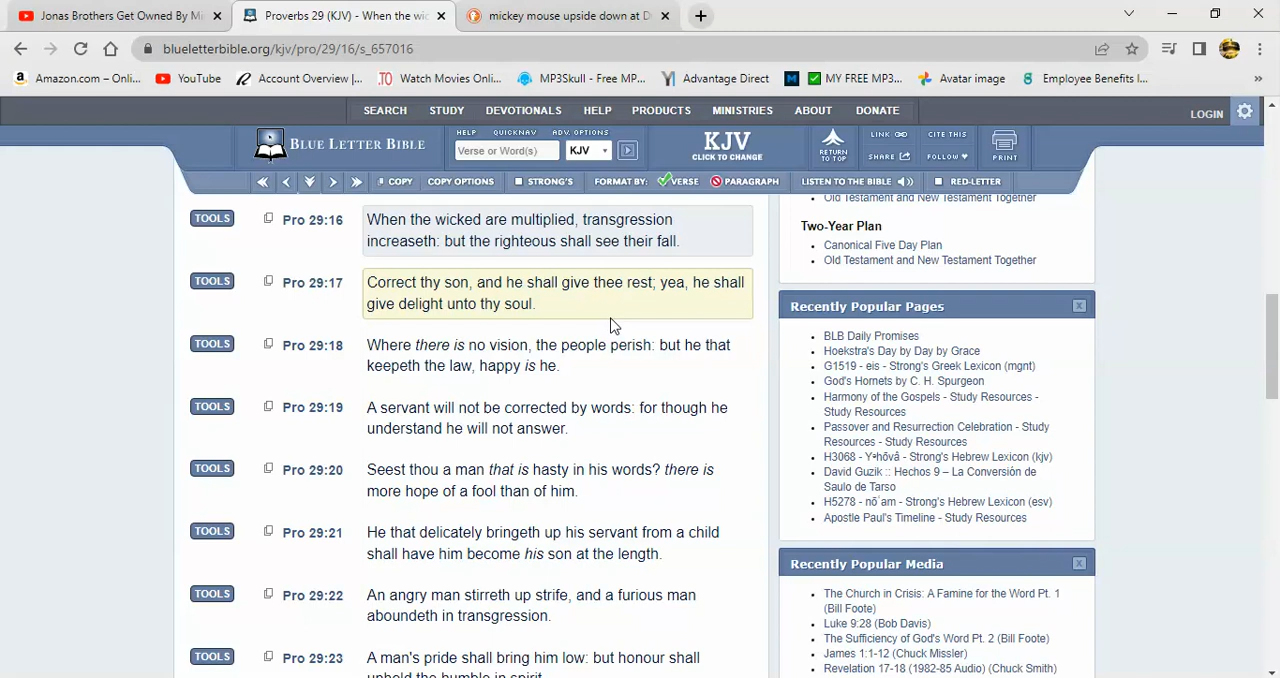 Jonas Brothers Get Owned By Mi
Proverbs 29 (KJV) - When the wic
mickey mouse upside down at D
blueletterbible.org/kjv/pro/29/16/s_657016
Amazon.com – Onli...
YouTube
Account Overview |...
Watch Movies Onlin...
MP3Skull - Free MP...
Advantage Direct
MY FREE MP3...
Avatar image
Employee Benefits I...
»
SEARCH STUDY DEVOTIONALS HELP PRODUCTS MINISTRIES ABOUT DONATE
LOGIN
BLUE LETTER BIBLE
HELP QUICKNAV ADV. OPTIONS
Verse or Word(s) KJV
KJV
CLICK TO CHANGE
RETURN
TO TOP
LINK CITE THIS
SHARE FOLLOW
PRINT
COPY COPY OPTIONS STRONG'S FORMAT BY: VERSE PARAGRAPH LISTEN TO THE BIBLE RED-LETTER
TOOLS Pro 29:16 When the wicked are multiplied, transgression
increaseth: but the righteous shall see their fall.
TOOLS Pro 29:17 Correct thy son, and he shall give thee rest; yea, he shall
give delight unto thy soul.
TOOLS Pro 29:18 Where there is no vision, the people perish: but he that
keepeth the law, happy is he.
TOOLS Pro 29:19 A servant will not be corrected by words: for though he
understand he will not answer.
TOOLS Pro 29:20 Seest thou a man that is hasty in his words? there is
more hope of a fool than of him.
TOOLS Pro 29:21 He that delicately bringeth up his servant from a child
shall have him become his son at the length.
TOOLS Pro 29:22 An angry man stirreth up strife, and a furious man
aboundeth in transgression.
TOOLS Pro 29:23 A man's pride shall bring him low: but honour shall
uphold the humble in spirit.
Old Testament and New Testament Together
Two-Year Plan
Canonical Five Day Plan
Old Testament and New Testament Together
Recently Popular Pages X
BLB Daily Promises
Hoekstra's Day by Day by Grace
G1519 - eis - Strong's Greek Lexicon (mgnt)
God's Hornets by C. H. Spurgeon
Harmony of the Gospels - Study Resources -
Study Resources
Passover and Resurrection Celebration - Study
Resources - Study Resources
H3068 - Yᵊhōvâ - Strong's Hebrew Lexicon (kjv)
David Guzik :: Hechos 9 – La Conversión de
Saulo de Tarso
H5278 - nōʿam - Strong's Hebrew Lexicon (esv)
Apostle Paul's Timeline - Study Resources
Recently Popular Media X
The Church in Crisis: A Famine for the Word Pt. 1
(Bill Foote)
Luke 9:28 (Bob Davis)
The Sufficiency of God's Word Pt. 2 (Bill Foote)
James 1:1-12 (Chuck Missler)
Revelation 17-18 (1982-85 Audio) (Chuck Smith)